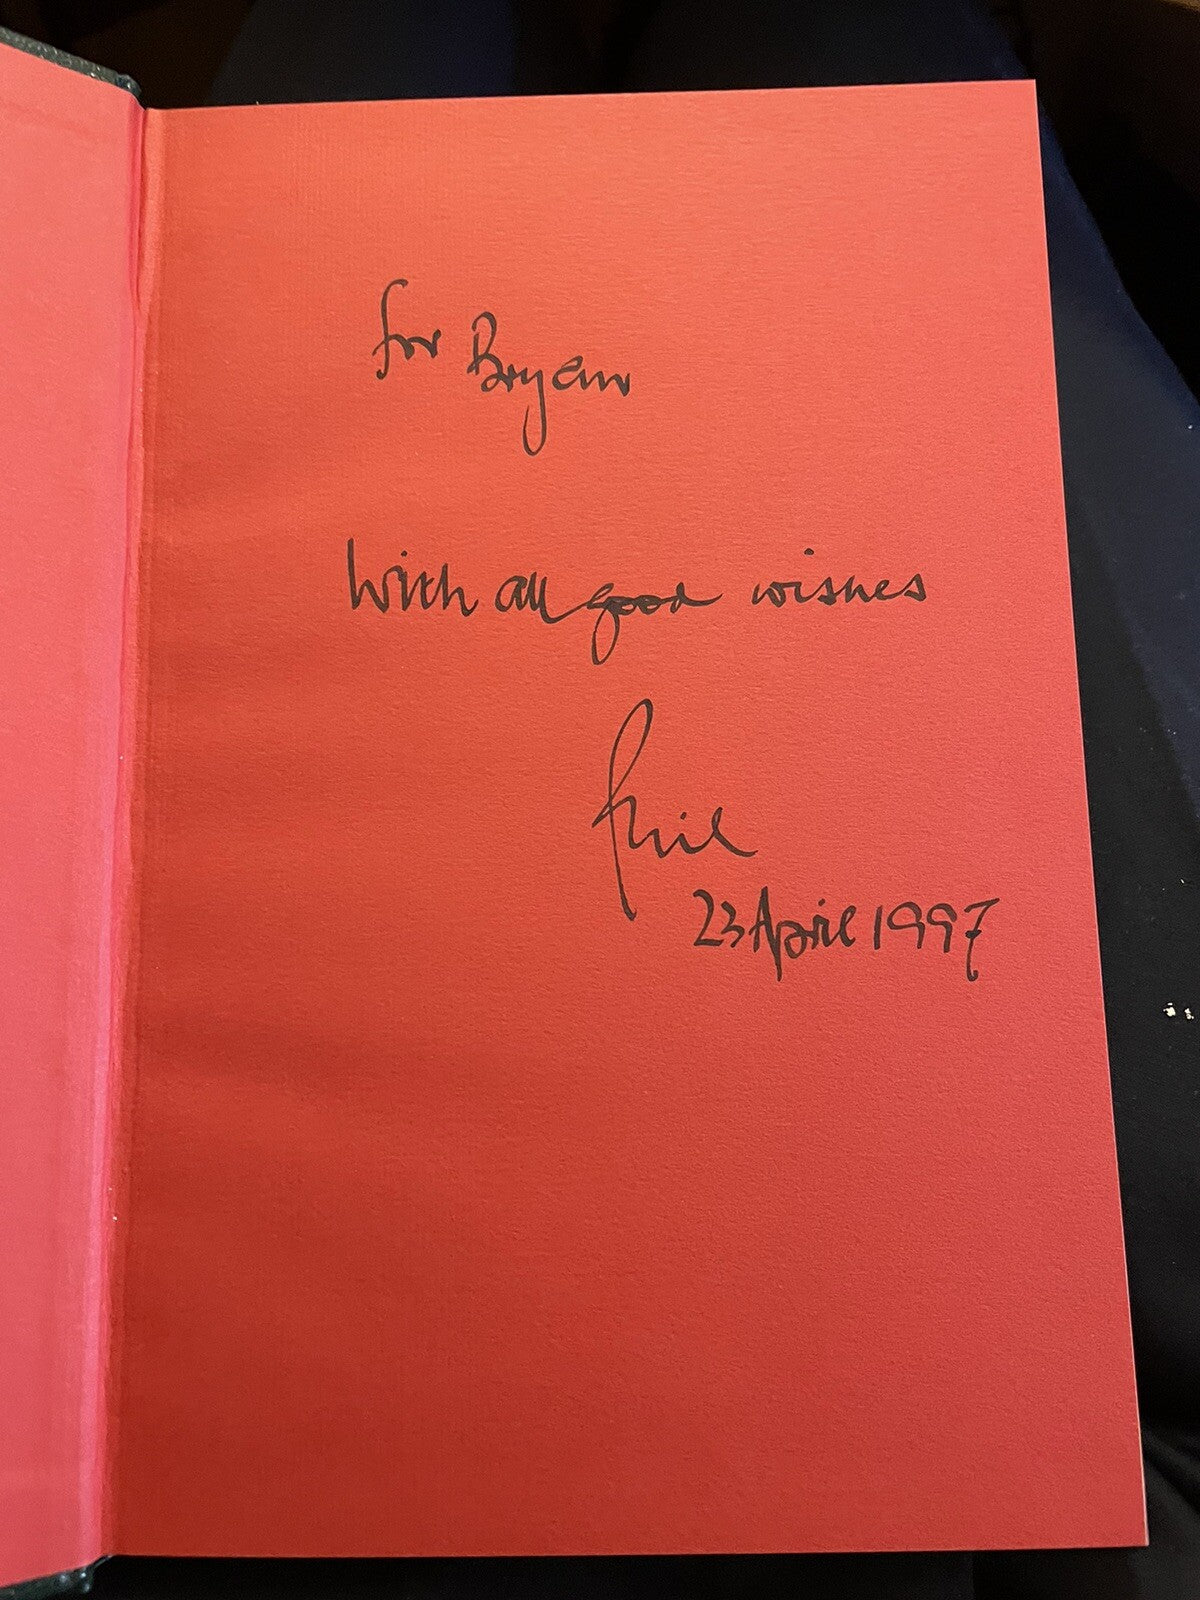 for Bryan
With all good wishes
Phil
23 April 1997